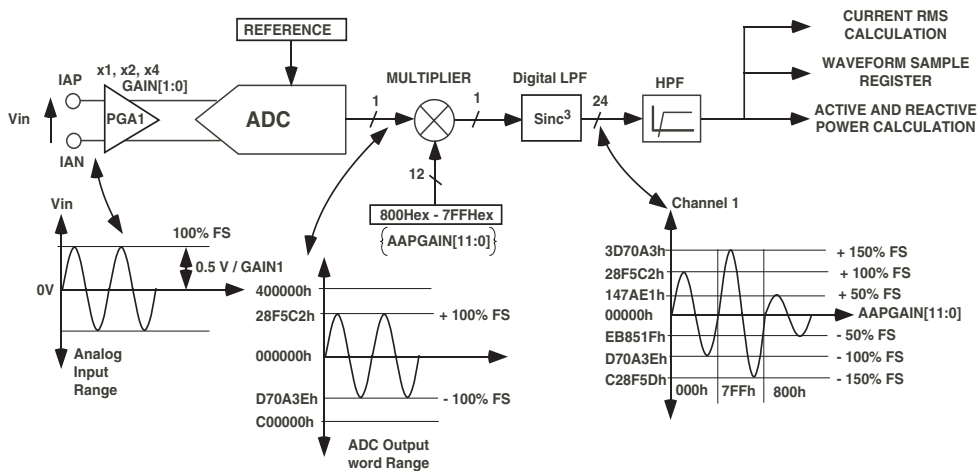 REFERENCE
CURRENT RMS
CALCULATION
WAVEFORM SAMPLE
REGISTER
ACTIVE AND REACTIVE
POWER CALCULATION
x1, x2, x4
GAIN[1:0]
IAP
Vin
IAN
PGA1
ADC
1
MULTIPLIER
1
Digital LPF
Sinc³
24
HPF
12
800Hex - 7FFHex
{AAPGAIN[11:0]}
Vin
100% FS
0.5 V / GAIN1
0V
Analog
Input
Range
400000h
28F5C2h
+ 100% FS
000000h
D70A3Eh
- 100% FS
C00000h
ADC Output
word Range
Channel 1
3D70A3h
+ 150% FS
28F5C2h
+ 100% FS
147AE1h
+ 50% FS
00000h
AAPGAIN[11:0]
EB851Fh
- 50% FS
D70A3Eh
- 100% FS
C28F5Dh
- 150% FS
000h
7FFh
800h